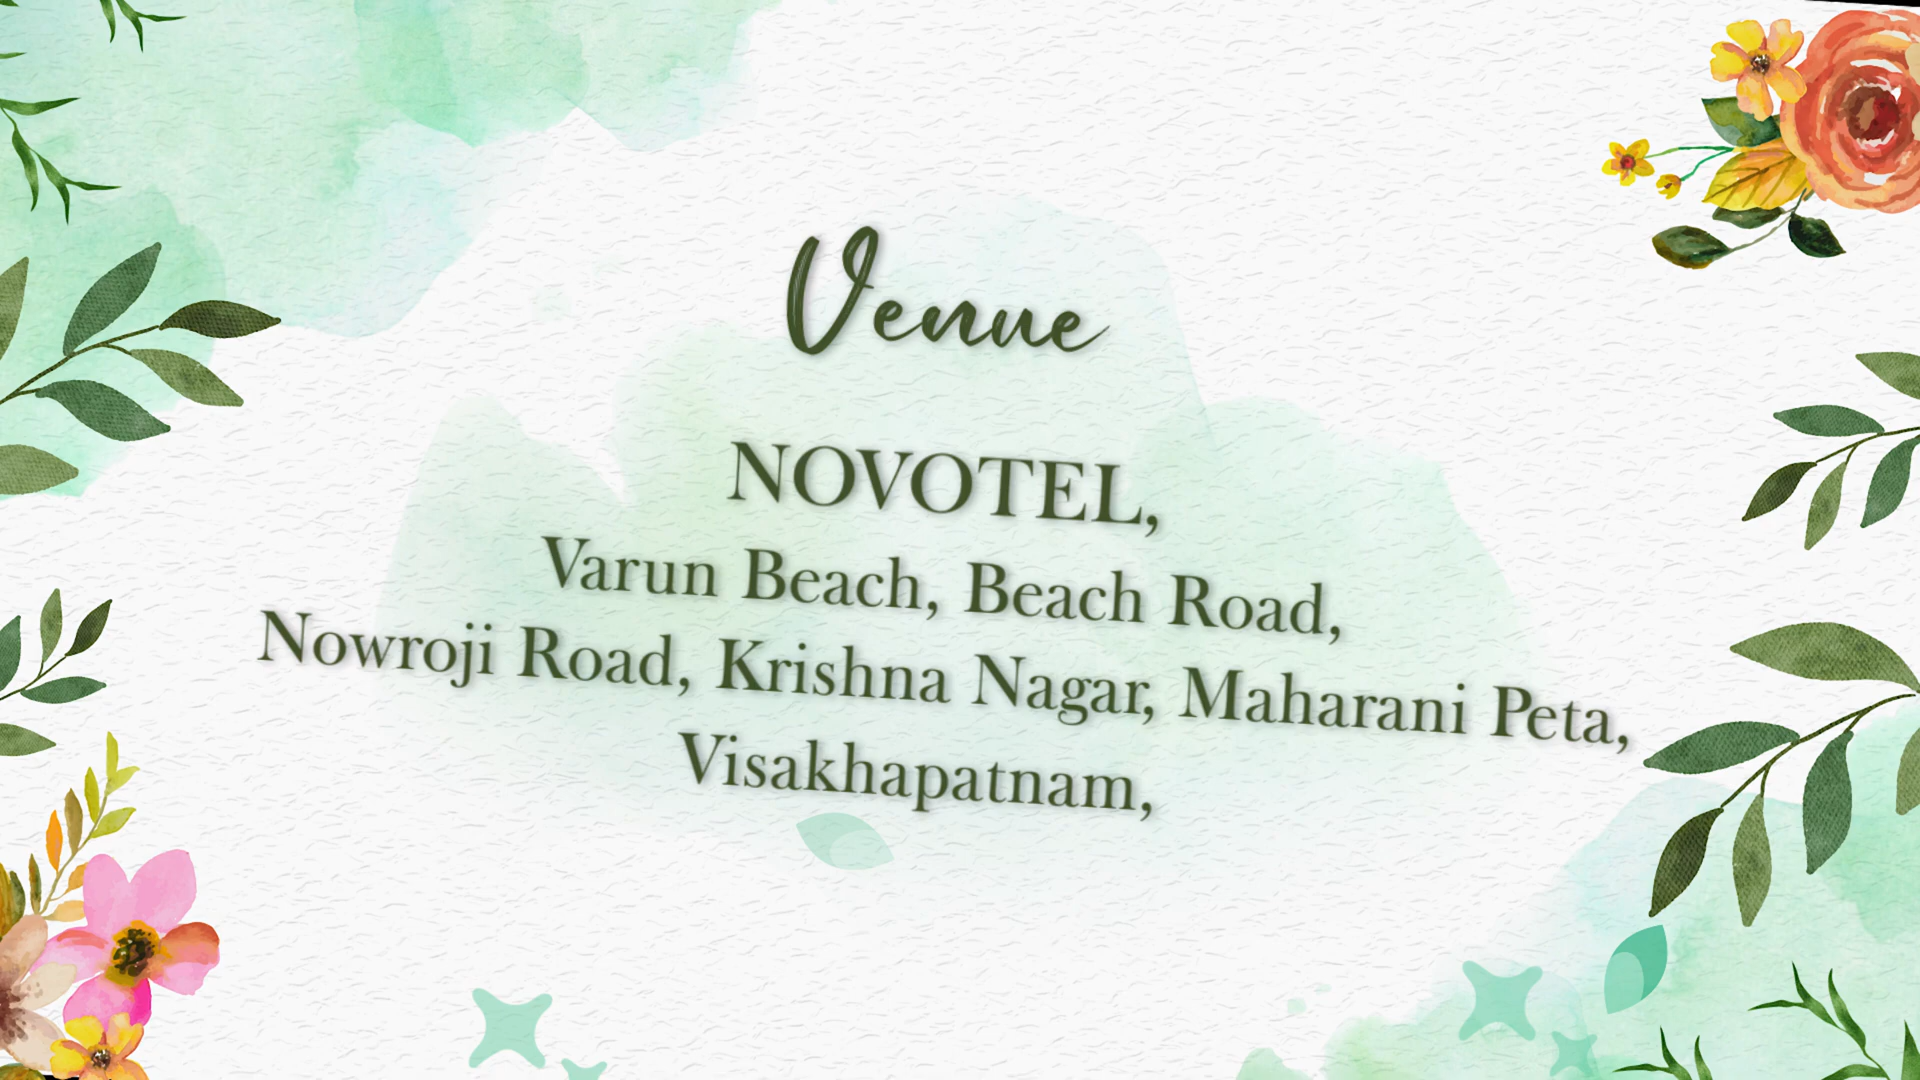 Venue
NOVOTEL,
Varun Beach, Beach Road,
Nowroji Road, Krishna Nagar, Maharani Peta,
Visakhapatnam,